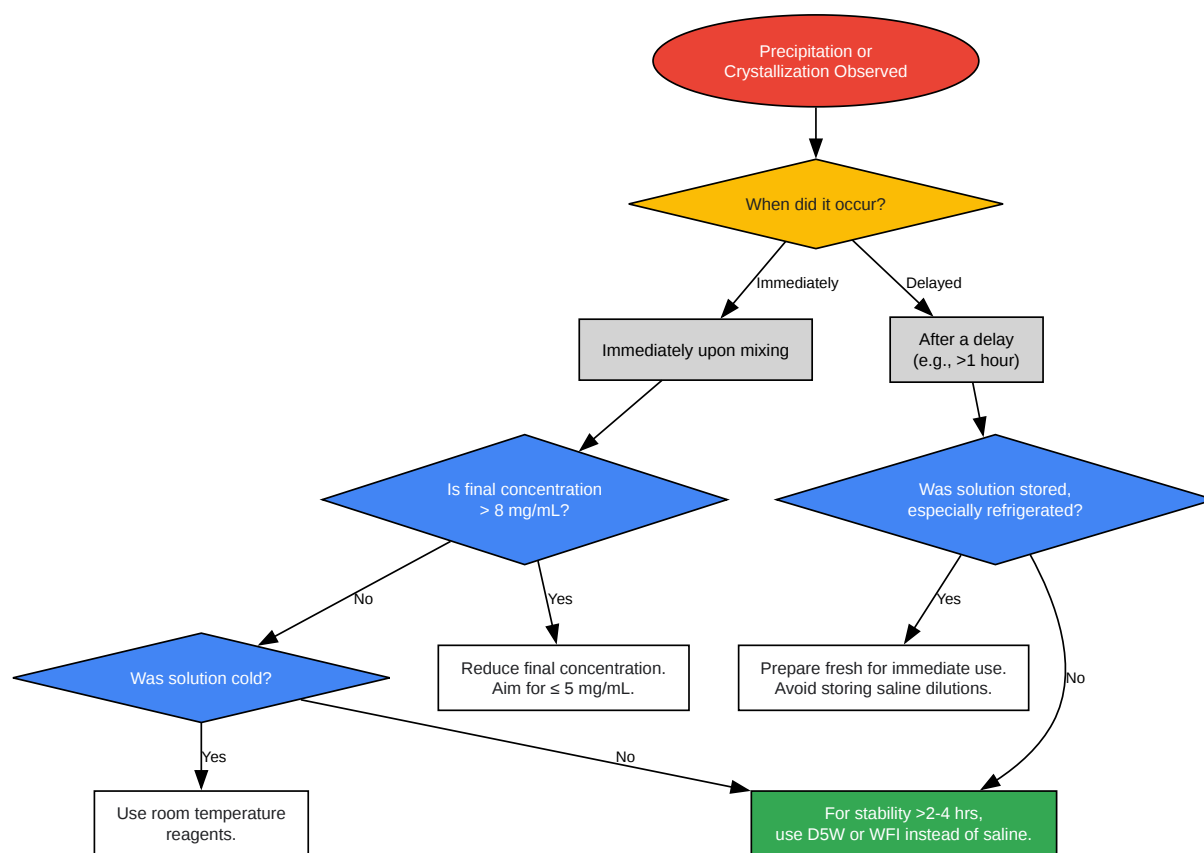 Precipitation or
Crystallization Observed
When did it occur?
Immediately
Delayed
Immediately upon mixing
After a delay
(e.g., >1 hour)
Is final concentration
> 8 mg/mL?
Was solution stored,
especially refrigerated?
No
Yes
Yes
No
Was solution cold?
Reduce final concentration.
Aim for ≤ 5 mg/mL.
Prepare fresh for immediate use.
Avoid storing saline dilutions.
Yes
No
Use room temperature
reagents.
For stability >2-4 hrs,
use D5W or WFI instead of saline.